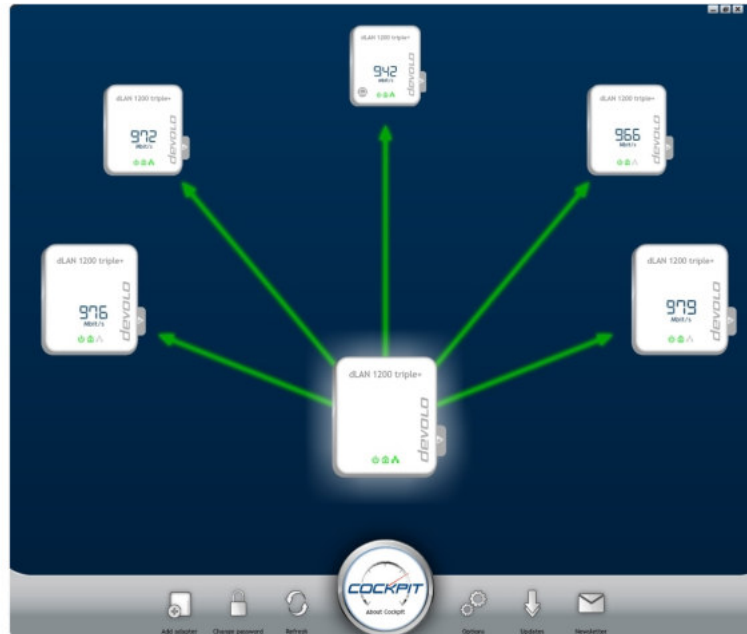 dLAN 1200 triple+
942
Mbit/s
devolo
dLAN 1200 triple+
972
Mbit/s
devolo
dLAN 1200 triple+
966
Mbit/s
devolo
dLAN 1200 triple+
976
Mbit/s
devolo
dLAN 1200 triple+
979
Mbit/s
devolo
dLAN 1200 triple+
devolo
COCKPIT
About Cockpit
Add adapter
Change password
Refresh
Options
Updates
Newsletter